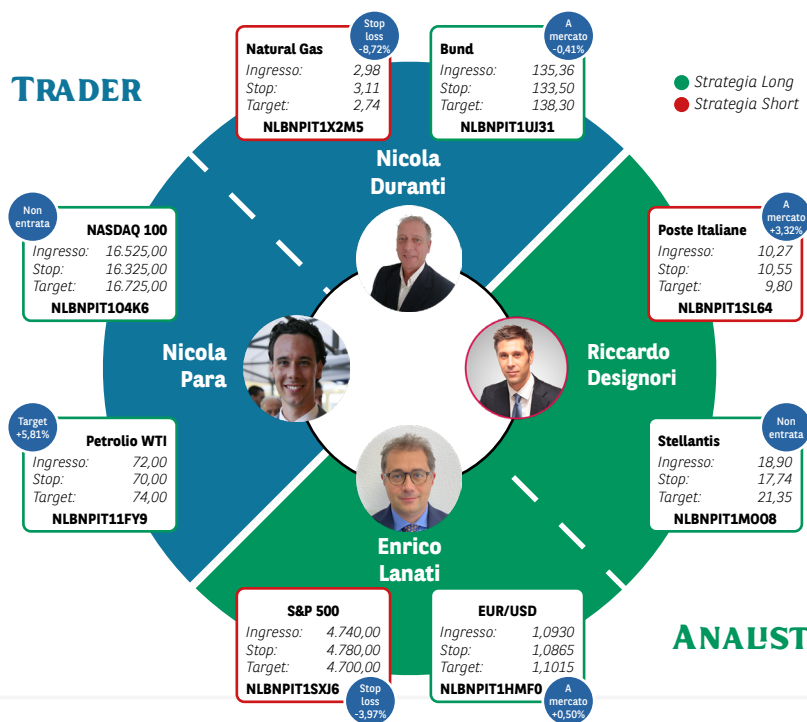 TRADER
Natural Gas
Stop
loss
-8,72%
Ingresso: 2,98
Stop: 3,11
Target: 2,74
NLBNPIT1X2M5
Bund
A
mercato
-0,41%
Ingresso: 135,36
Stop: 133,50
Target: 138,30
NLBNPIT1UJ31
Strategia Long
Strategia Short
Nicola
Duranti
Non
entrata
NASDAQ 100
Ingresso: 16.525,00
Stop: 16.325,00
Target: 16.725,00
NLBNPIT1O4K6
A
mercato
+3,32%
Poste Italiane
Ingresso: 10,27
Stop: 10,55
Target: 9,80
NLBNPIT1SL64
Nicola
Para
Riccardo
Designori
Target
+5,81%
Petrolio WTI
Ingresso: 72,00
Stop: 70,00
Target: 74,00
NLBNPIT11FY9
Non
entrata
Stellantis
Ingresso: 18,90
Stop: 17,74
Target: 21,35
NLBNPIT1MOO8
Enrico
Lanati
S&P 500
Ingresso: 4.740,00
Stop: 4.780,00
Target: 4.700,00
NLBNPIT1SXJ6
Stop
loss
-3,97%
EUR/USD
Ingresso: 1,0930
Stop: 1,0865
Target: 1,1015
NLBNPIT1HMF0
A
mercato
+0,50%
ANALIST